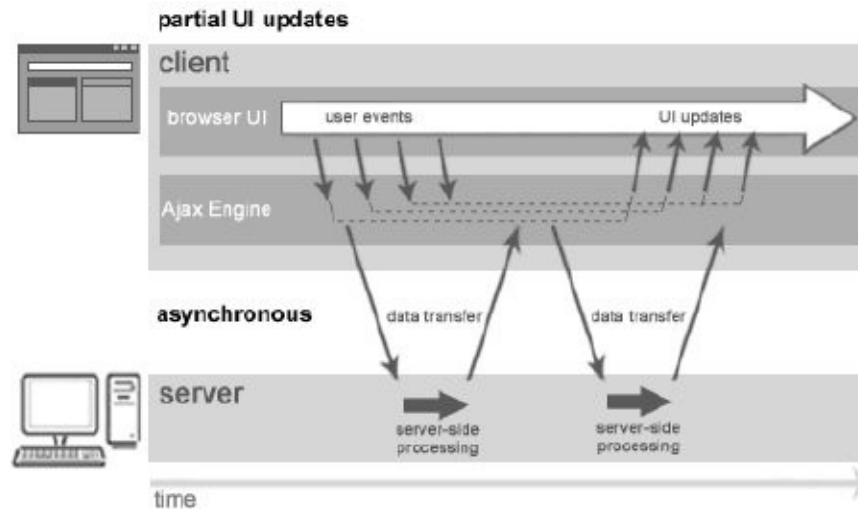 partial UI updates
client
browser UI
user events
UI updates
Ajax Engine
asynchronous
data transfer
data transfer
server
server-side
processing
server-side
processing
time